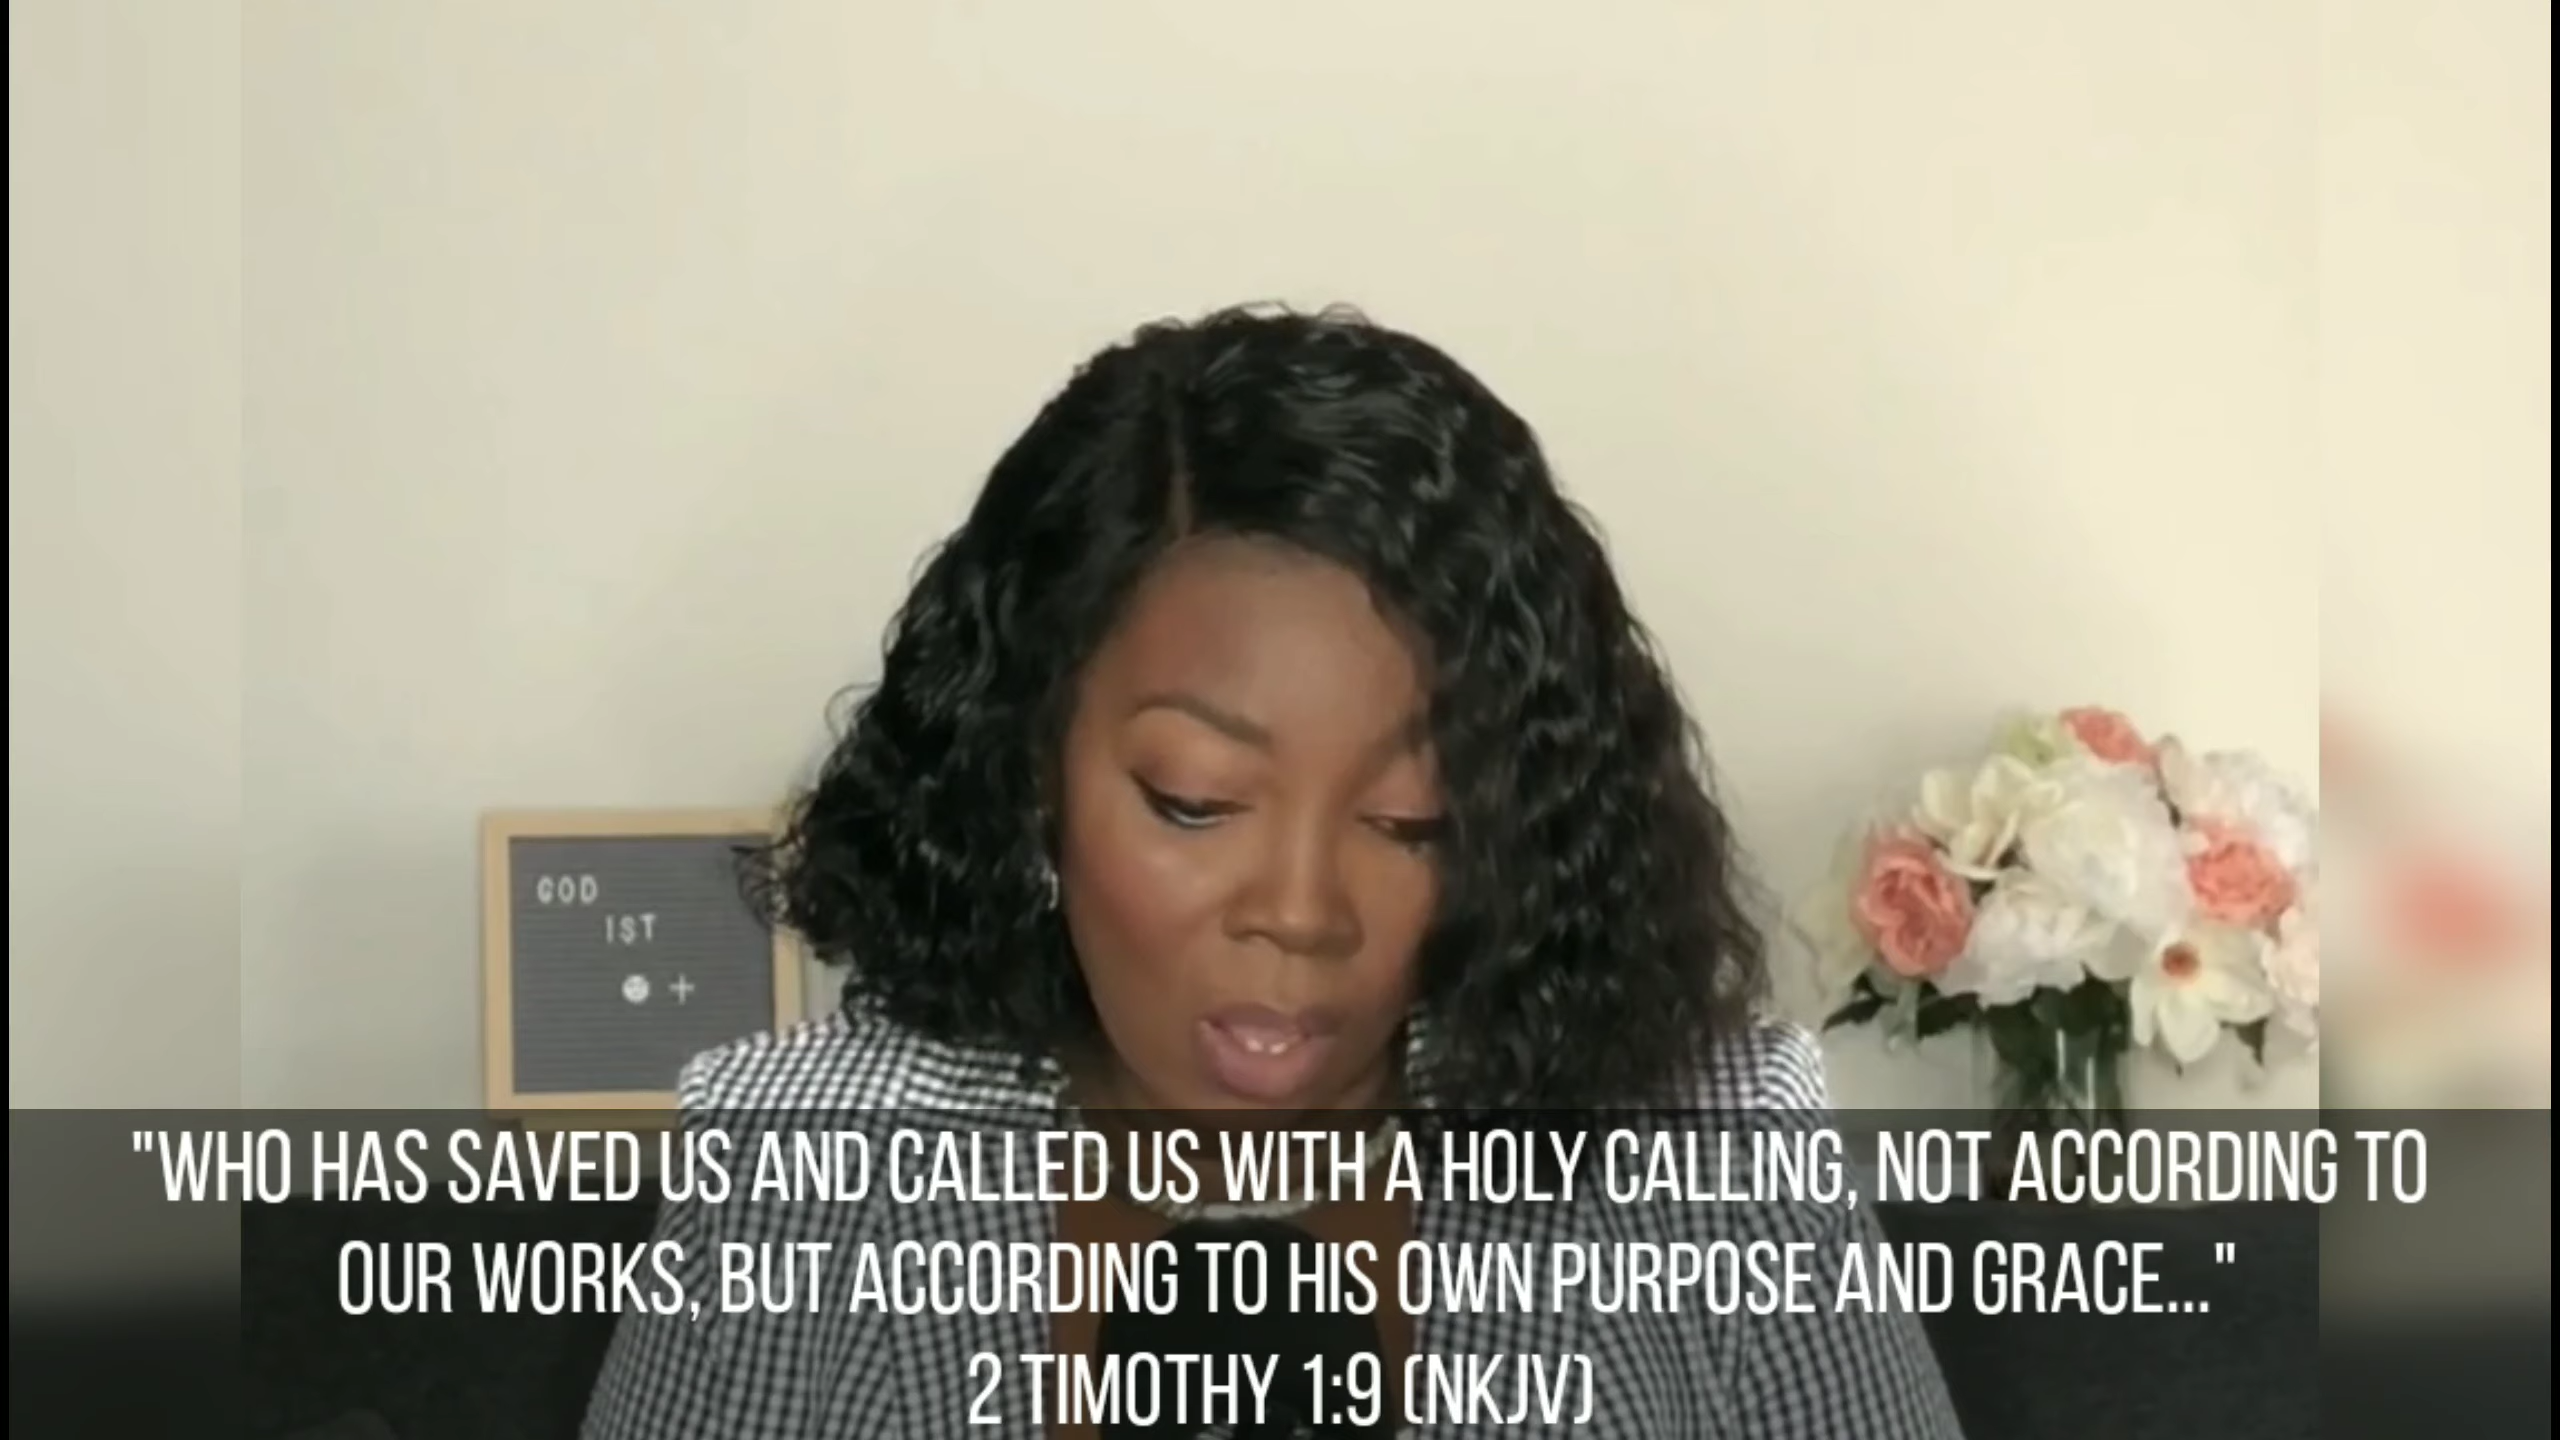 GOD
IST
+
"WHO HAS SAVED US AND CALLED US WITH A HOLY CALLING, NOT ACCORDING TO
OUR WORKS, BUT ACCORDING TO HIS OWN PURPOSE AND GRACE..."
2 TIMOTHY 1:9 (NKJV)